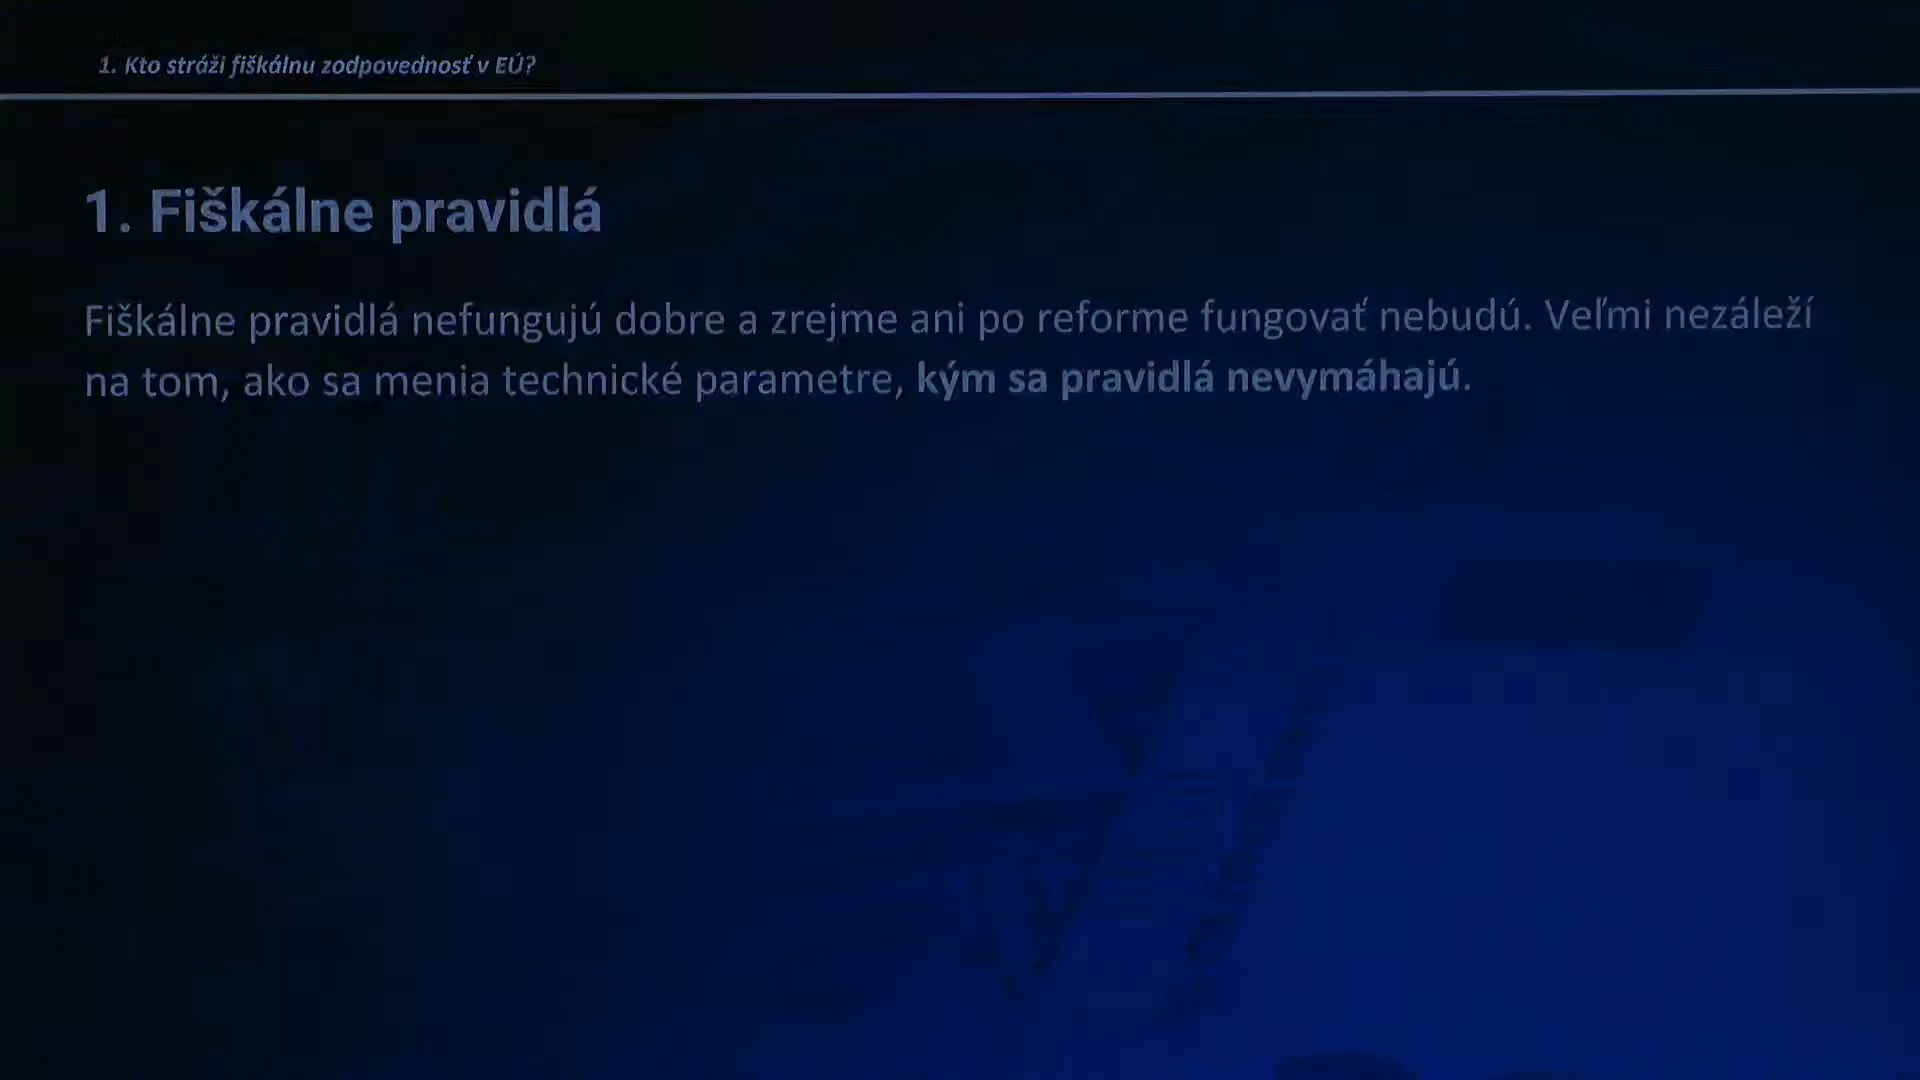 1. Kto stráži fiškálnu zodpovednosť v EÚ?
1. Fiškálne pravidlá
Fiškálne pravidlá nefungujú dobre a zrejme ani po reforme fungovať nebudú. Veľmi nezáleží
na tom, ako sa menia technické parametre, kým sa pravidlá nevymáhajú.